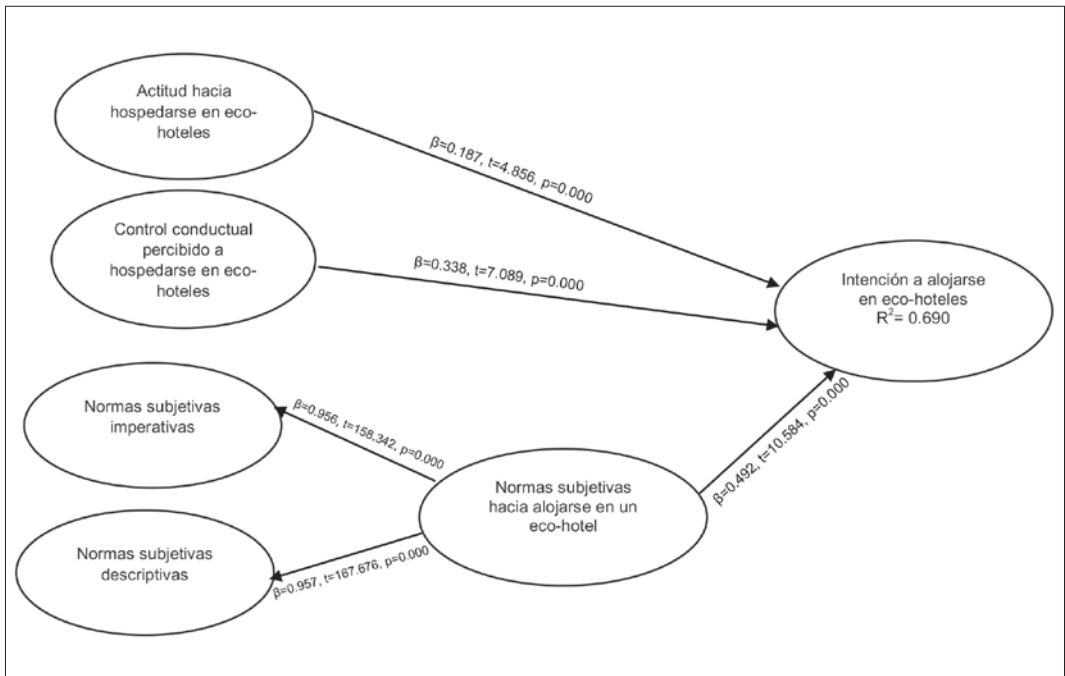 Actitud hacia
hospedarse en eco-
hoteles
β=0.187, t=4.856, p=0.000
Control conductual
percibido a
hospedarse en eco-
hoteles
β=0.338, t=7.089, p=0.000
Intención a alojarse
en eco-hoteles
R²= 0.690
Normas subjetivas
imperativas
β=0.956, t=158.342, p=0.000
β=0.492, t=10.584, p=0.000
Normas subjetivas
hacia alojarse en un
eco-hotel
Normas subjetivas
descriptivas
β=0.957, t=167.676, p=0.000